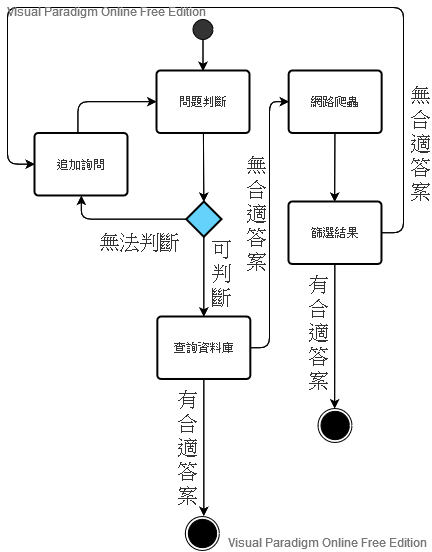 Visual Paradigm Online Free Edition
問題判斷
網路爬蟲
無合適答案
無合適答案
追加詢問
篩選結果
無法判斷
可判斷
有合適答案
查詢資料庫
有合適答案
Visual Paradigm Online Free Edition